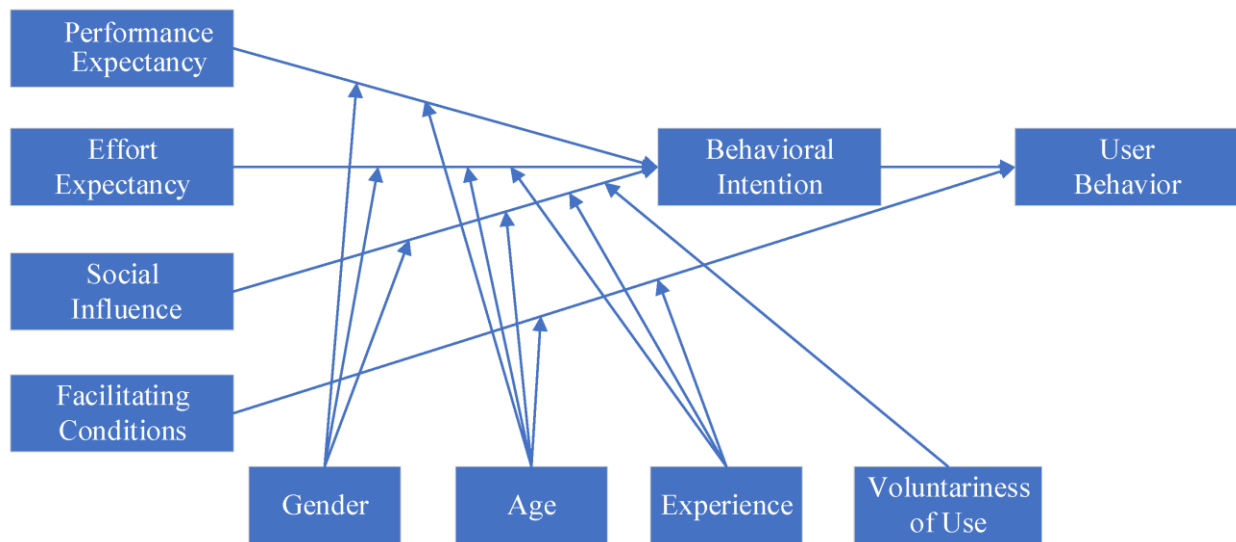 Performance
Expectancy
Effort
Expectancy
Behavioral
Intention
User
Behavior
Social
Influence
Facilitating
Conditions
Gender
Age
Experience
Voluntariness
of Use